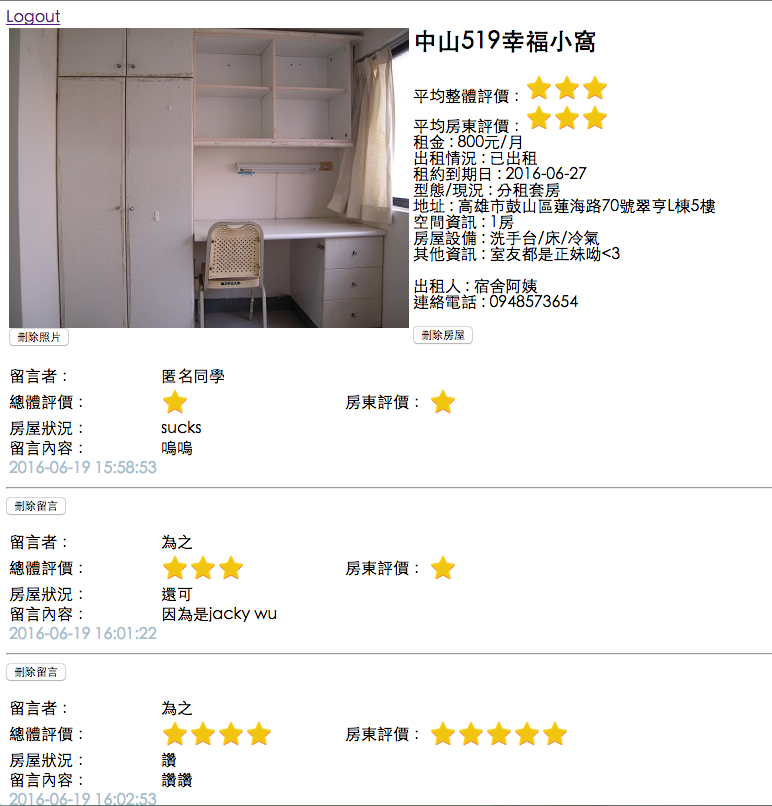 Logout
中山519幸福小窩
平均整體評價：
平均房東評價：
租金 : 800元/月
出租情況 : 已出租
租約到期日 : 2016-06-27
型態/現況 : 分租套房
地址 : 高雄市鼓山區蓮海路70號翠亨L棟5樓
空間資訊 : 1房
房屋設備 : 洗手台/床/冷氣
其他資訊 : 室友都是正妹呦<3
出租人 : 宿舍阿姨
連絡電話 : 0948573654
刪除照片
刪除房屋
留言者： 匿名同學
總體評價： 房東評價：
房屋狀況： sucks
留言內容： 嗚嗚
2016-06-19 15:58:53
刪除留言
留言者： 為之
總體評價： 房東評價：
房屋狀況： 還可
留言內容： 因為是jacky wu
2016-06-19 16:01:22
刪除留言
留言者： 為之
總體評價： 房東評價：
房屋狀況： 讚
留言內容： 讚讚
2016-06-19 16:02:53